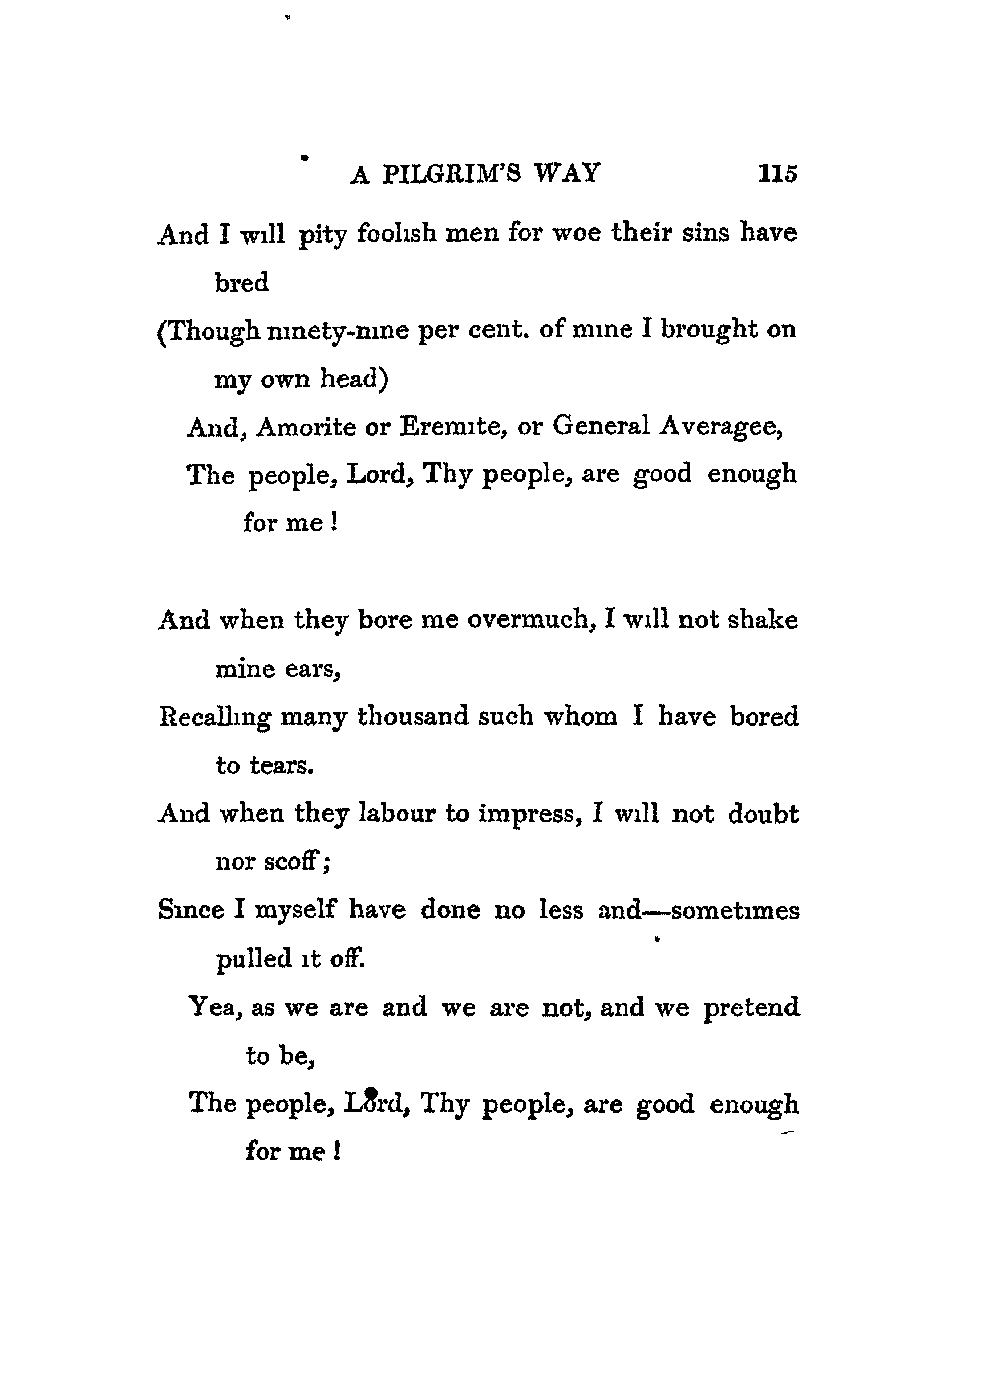 A PILGRIM'S WAY 115
And I will pity foolish men for woe their sins have
bred
(Though ninety-nine per cent. of mine I brought on
my own head)
And, Amorite or Eremite, or General Averagee,
The people, Lord, Thy people, are good enough
for me !
And when they bore me overmuch, I will not shake
mine ears,
Recalling many thousand such whom I have bored
to tears.
And when they labour to impress, I will not doubt
nor scoff;
Since I myself have done no less and—sometimes
pulled it off.
Yea, as we are and we are not, and we pretend
to be,
The people, Lord, Thy people, are good enough
for me !